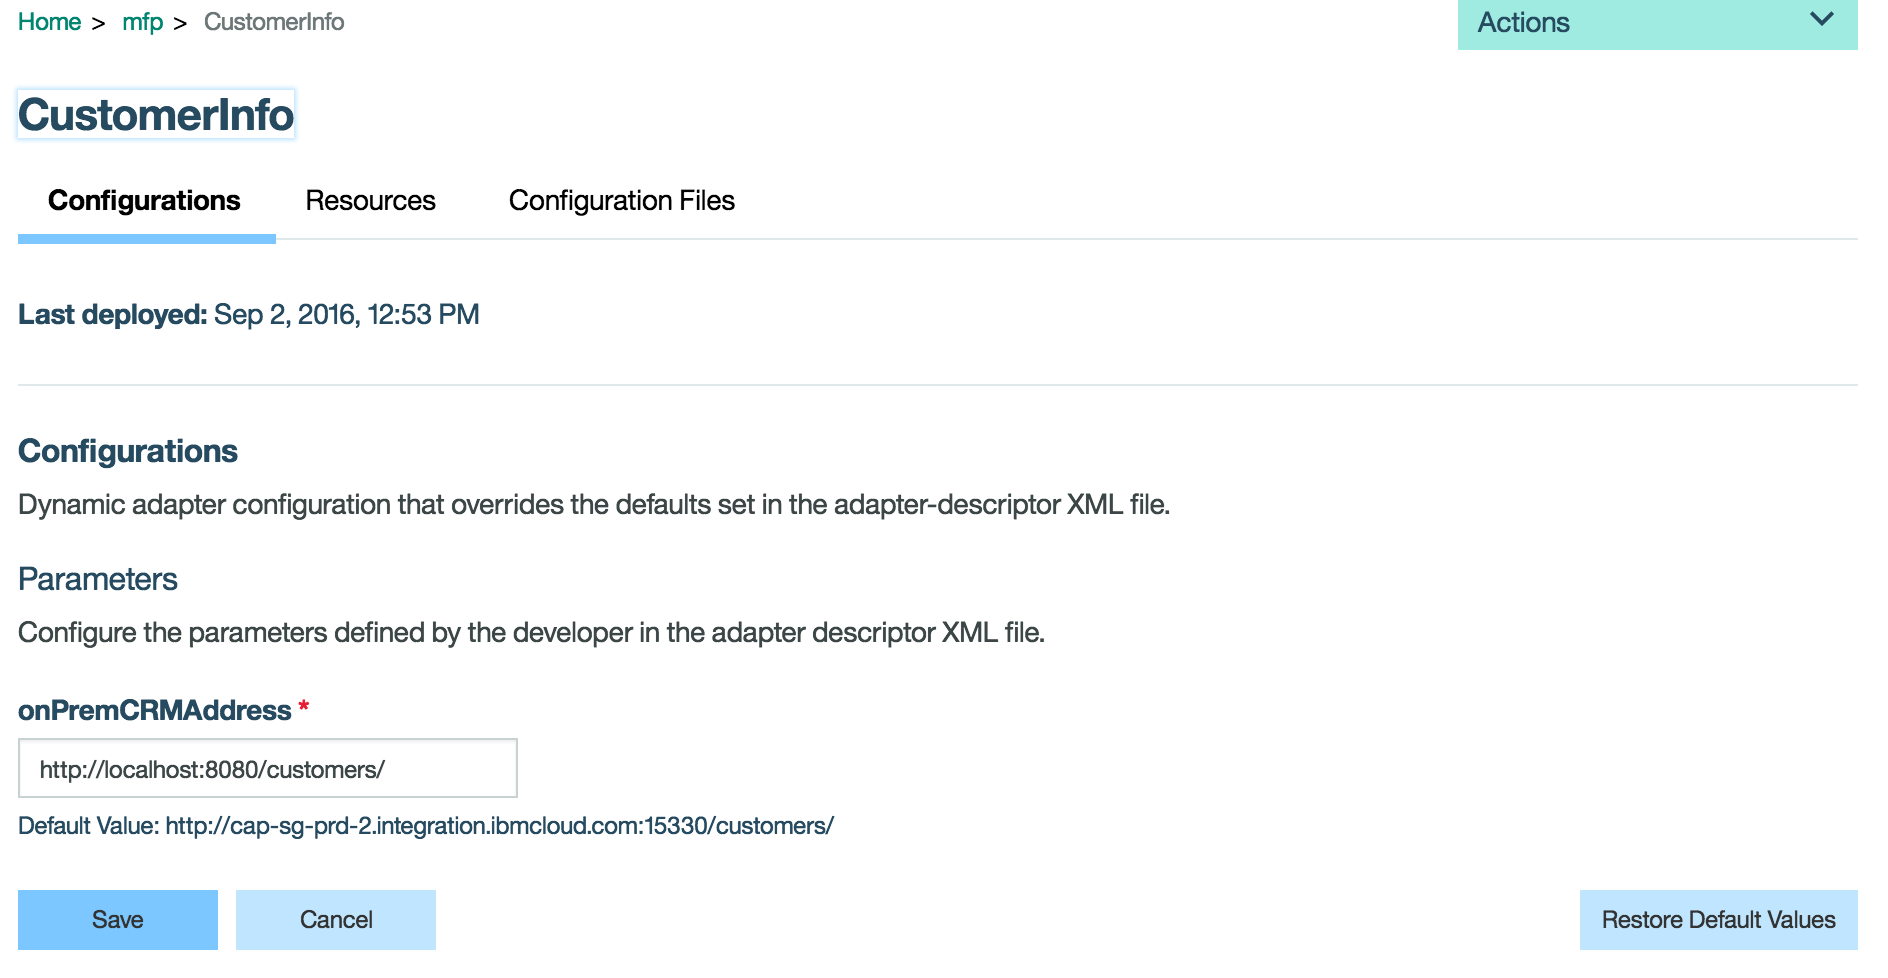 Home > mfp > CustomerInfo
Actions
CustomerInfo
Configurations Resources Configuration Files
Last deployed: Sep 2, 2016, 12:53 PM
Configurations
Dynamic adapter configuration that overrides the defaults set in the adapter-descriptor XML file.
Parameters
Configure the parameters defined by the developer in the adapter descriptor XML file.
onPremCRMAddress *
http://localhost:8080/customers/
Default Value: http://cap-sg-prd-2.integration.ibmcloud.com:15330/customers/
Save Cancel Restore Default Values